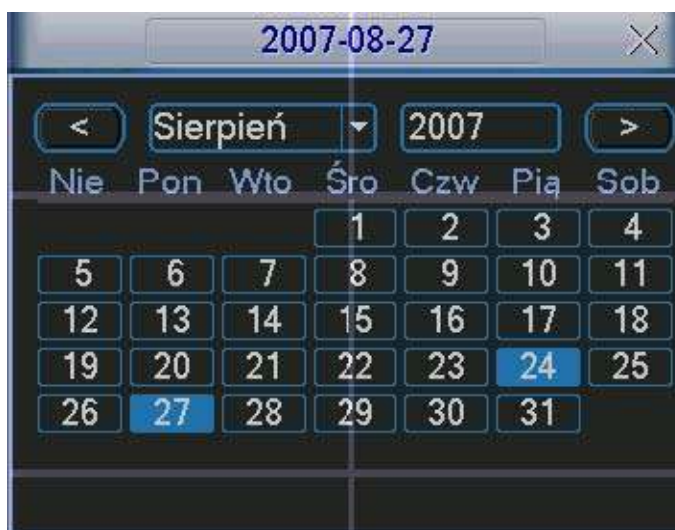 2007-08-27
< Sierpień 2007 >
Nie Pon Wto Śro Czw Pią Sob
1 2 3 4
5 6 7 8 9 10 11
12 13 14 15 16 17 18
19 20 21 22 23 24 25
26 27 28 29 30 31